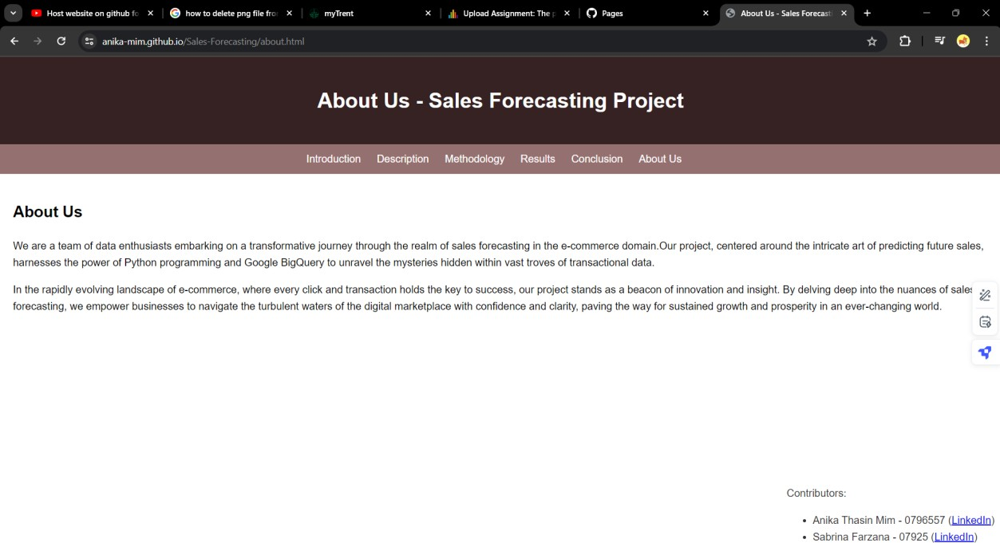 Host website on github fo
how to delete png file fro
myTrent
Upload Assignment: The p
Pages
About Us - Sales Forecast
anika-mim.github.io/Sales-Forecasting/about.html
About Us - Sales Forecasting Project
Introduction Description Methodology Results Conclusion About Us
About Us
We are a team of data enthusiasts embarking on a transformative journey through the realm of sales forecasting in the e-commerce domain.Our project, centered around the intricate art of predicting future sales,
harnesses the power of Python programming and Google BigQuery to unravel the mysteries hidden within vast troves of transactional data.
In the rapidly evolving landscape of e-commerce, where every click and transaction holds the key to success, our project stands as a beacon of innovation and insight. By delving deep into the nuances of sales
forecasting, we empower businesses to navigate the turbulent waters of the digital marketplace with confidence and clarity, paving the way for sustained growth and prosperity in an ever-changing world.
Contributors:
Anika Thasin Mim - 0796557 (LinkedIn)
Sabrina Farzana - 07925 (LinkedIn)